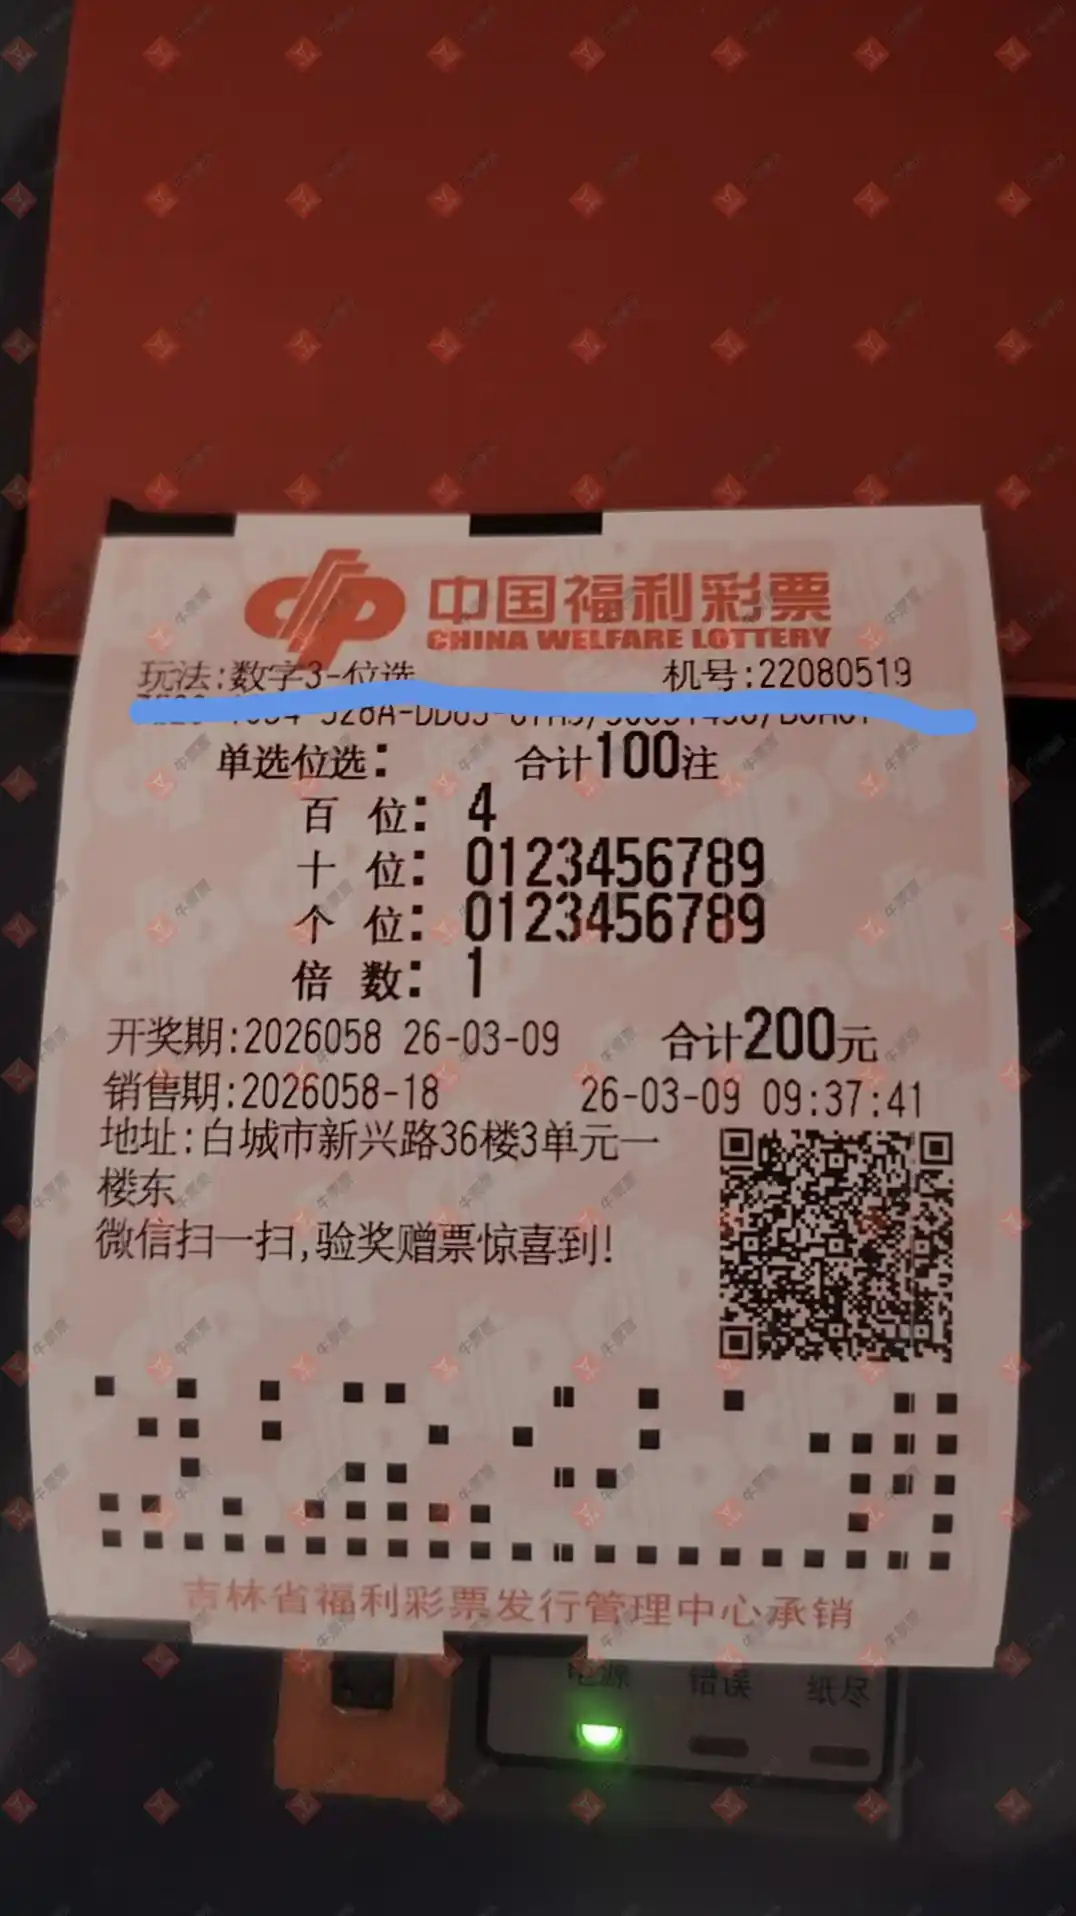 中国福利彩票
CHINA WELFARE LOTTERY
玩法:数字3-位选 机号:22080519
单选位选: 合计100注
百 位: 4
十 位: 0123456789
个 位: 0123456789
倍 数: 1
开奖期:2026058 26-03-09 合计200元
销售期:2026058-18 26-03-09 09:37:41
地址:白城市新兴路36楼3单元一
楼东
微信扫一扫,验奖赠票惊喜到!
吉林省福利彩票发行管理中心承销
电源 错误 纸尽